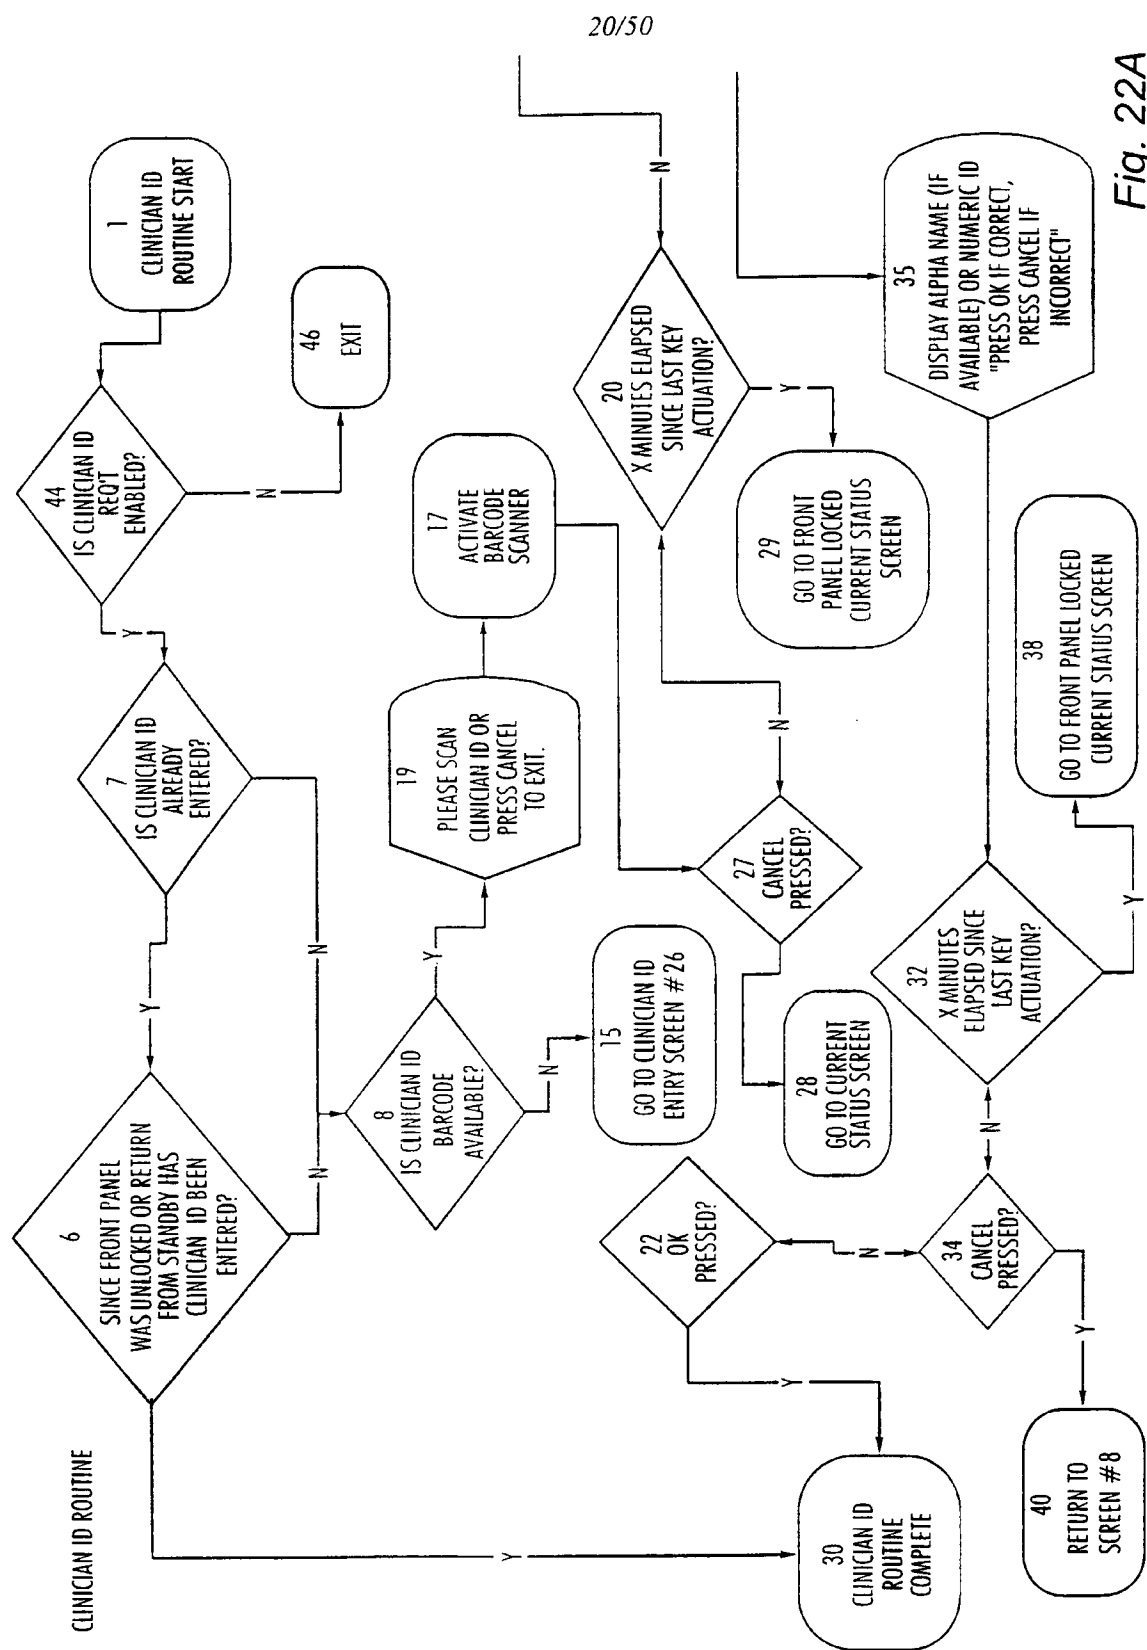 20/50
CLINICIAN ID ROUTINE
1
CLINICIAN ID
ROUTINE START
44
IS CLINICIAN ID
REQ'T
ENABLED?
N
46
EXIT
Y
7
IS CLINICIAN ID
ALREADY
ENTERED?
Y
N
6
SINCE FRONT PANEL
WAS UNLOCKED OR RETURN
FROM STANDBY HAS
CLINICIAN ID BEEN
ENTERED?
N
Y
8
IS CLINICIAN ID
BARCODE
AVAILABLE?
Y
N
19
PLEASE SCAN
CLINICIAN ID OR
PRESS CANCEL
TO EXIT.
17
ACTIVATE
BARCODE
SCANNER
15
GO TO CLINICIAN ID
ENTRY SCREEN #26
27
CANCEL
PRESSED?
N
28
GO TO CURRENT
STATUS SCREEN
20
X MINUTES ELAPSED
SINCE LAST KEY
ACTUATION?
N
Y
29
GO TO FRONT
PANEL LOCKED
CURRENT STATUS
SCREEN
35
DISPLAY ALPHA NAME (IF
AVAILABLE) OR NUMERIC ID
"PRESS OK IF CORRECT,
PRESS CANCEL IF
INCORRECT"
32
X MINUTES
ELAPSED SINCE
LAST KEY
ACTUATION?
Y
38
GO TO FRONT PANEL LOCKED
CURRENT STATUS SCREEN
N
34
CANCEL
PRESSED?
N
Y
22
OK
PRESSED?
Y
30
CLINICIAN ID
ROUTINE
COMPLETE
40
RETURN TO
SCREEN #8
Fig. 22A